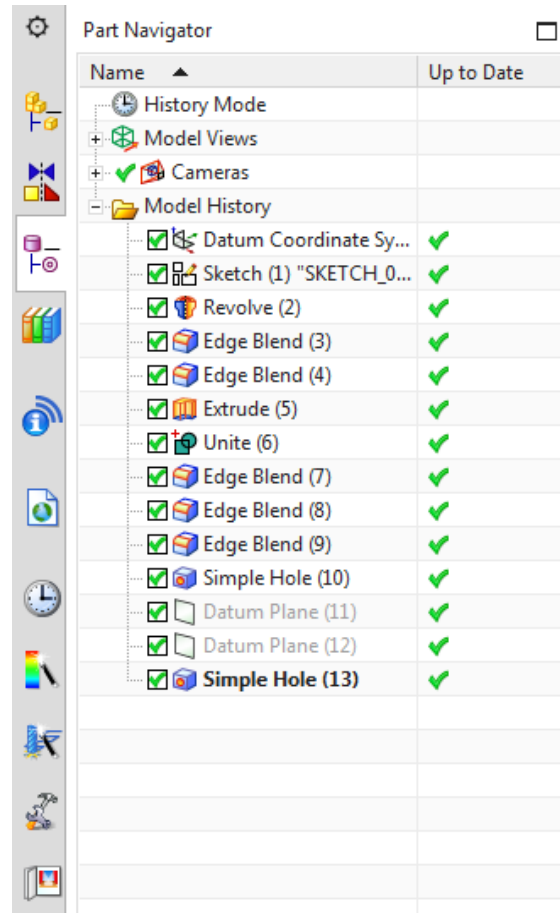 Part Navigator
Name Up to Date
History Mode
Model Views
Cameras
Model History
Datum Coordinate Sy...
Sketch (1) "SKETCH_0...
Revolve (2)
Edge Blend (3)
Edge Blend (4)
Extrude (5)
Unite (6)
Edge Blend (7)
Edge Blend (8)
Edge Blend (9)
Simple Hole (10)
Datum Plane (11)
Datum Plane (12)
Simple Hole (13)